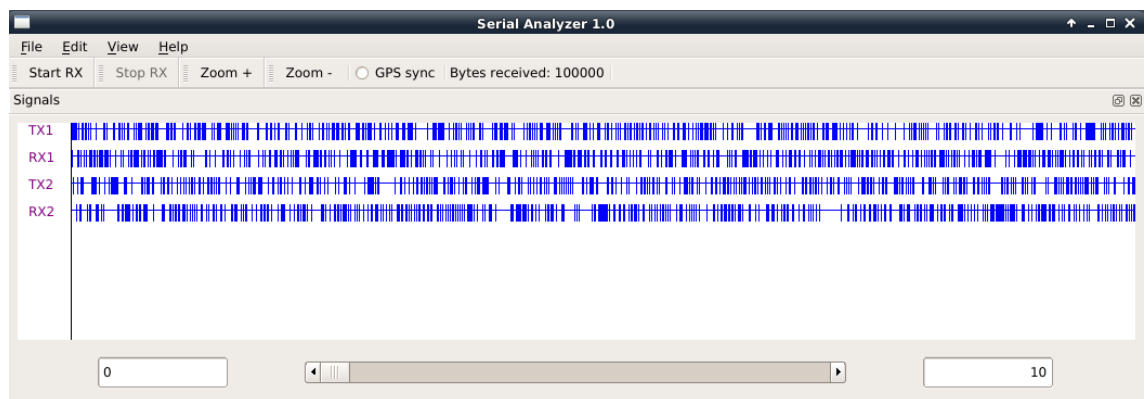 Serial Analyzer 1.0
File Edit View Help
Start RX Stop RX Zoom + Zoom - GPS sync Bytes received: 100000
Signals
TX1
RX1
TX2
RX2
0 10